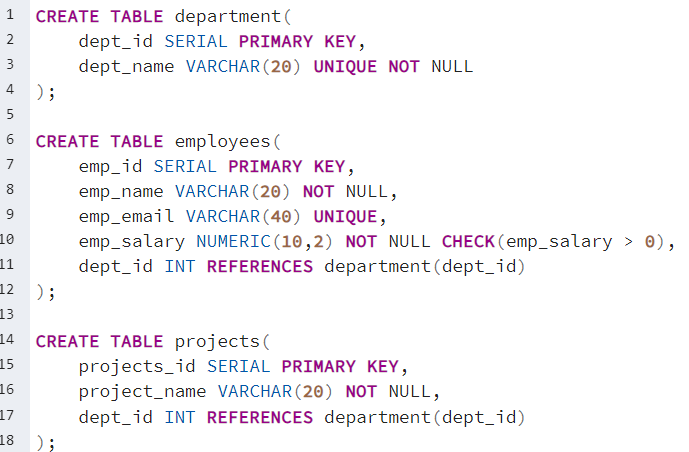 1 CREATE TABLE department(
2 dept_id SERIAL PRIMARY KEY,
3 dept_name VARCHAR(20) UNIQUE NOT NULL
4 );
5
6 CREATE TABLE employees(
7 emp_id SERIAL PRIMARY KEY,
8 emp_name VARCHAR(20) NOT NULL,
9 emp_email VARCHAR(40) UNIQUE,
10 emp_salary NUMERIC(10,2) NOT NULL CHECK(emp_salary > 0),
11 dept_id INT REFERENCES department(dept_id)
12 );
13
14 CREATE TABLE projects(
15 projects_id SERIAL PRIMARY KEY,
16 project_name VARCHAR(20) NOT NULL,
17 dept_id INT REFERENCES department(dept_id)
18 );